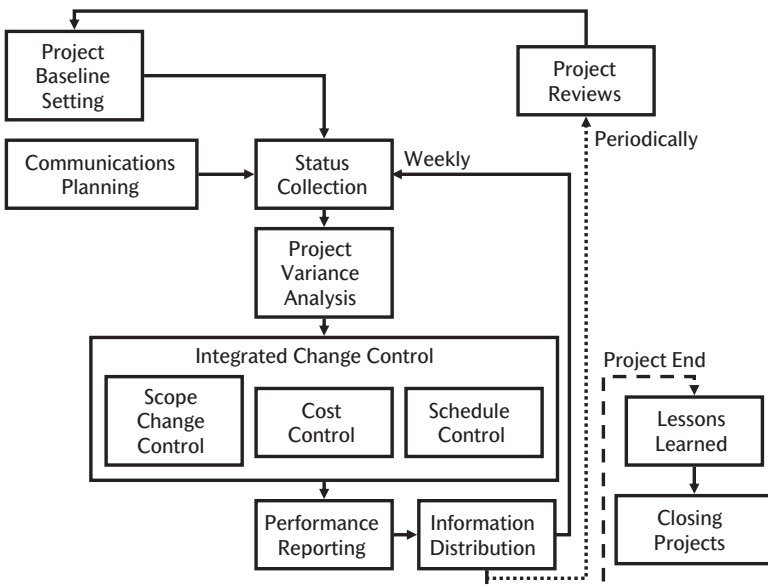 Project
Baseline
Setting
Project
Reviews
Periodically
Communications
Planning
Status
Collection
Weekly
Project
Variance
Analysis
Integrated Change Control
Scope
Change
Control
Cost
Control
Schedule
Control
Project End
Lessons
Learned
Performance
Reporting
Information
Distribution
Closing
Projects